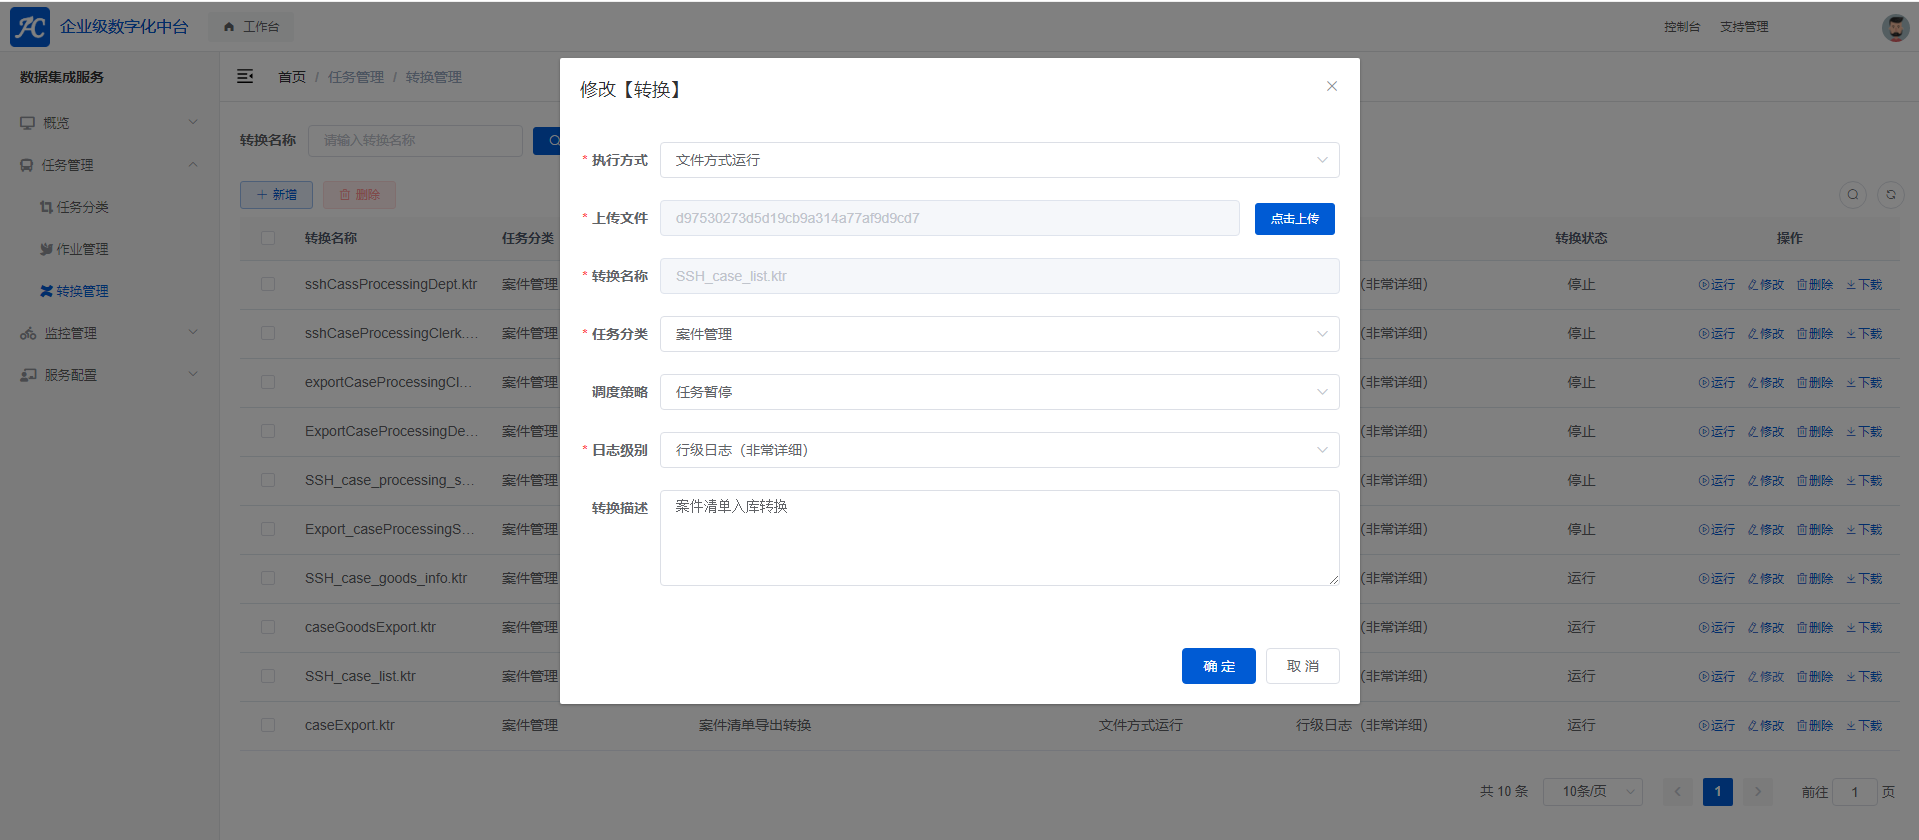 企业级数字化中台
工作台
控制台
支持管理
数据集成服务
首页 / 任务管理 / 转换管理
概览
任务管理
任务分类
作业管理
转换管理
监控管理
服务配置
转换名称 请输入转换名称
+ 新增 删除
转换名称 任务分类 转换状态 操作
sshCassProcessingDept.ktr 案件管理 (非常详细) 停止 运行 修改 删除 下载
sshCaseProcessingClerk.... 案件管理 (非常详细) 停止 运行 修改 删除 下载
exportCaseProcessingCl... 案件管理 (非常详细) 停止 运行 修改 删除 下载
ExportCaseProcessingDe... 案件管理 (非常详细) 停止 运行 修改 删除 下载
SSH_case_processing_s... 案件管理 (非常详细) 停止 运行 修改 删除 下载
Export_caseProcessingS... 案件管理 (非常详细) 停止 运行 修改 删除 下载
SSH_case_goods_info.ktr 案件管理 (非常详细) 运行 运行 修改 删除 下载
caseGoodsExport.ktr 案件管理 (非常详细) 运行 运行 修改 删除 下载
SSH_case_list.ktr 案件管理 (非常详细) 运行 运行 修改 删除 下载
caseExport.ktr 案件管理 案件清单导出转换 文件方式运行 行级日志 (非常详细) 运行 运行 修改 删除 下载
共 10 条 10条/页 1 前往 1 页
修改【转换】
* 执行方式 文件方式运行
* 上传文件 d97530273d5d19cb9a314a77af9d9cd7 点击上传
* 转换名称 SSH_case_list.ktr
* 任务分类 案件管理
调度策略 任务暂停
* 日志级别 行级日志 (非常详细)
转换描述 案件清单入库转换
确 定 取 消